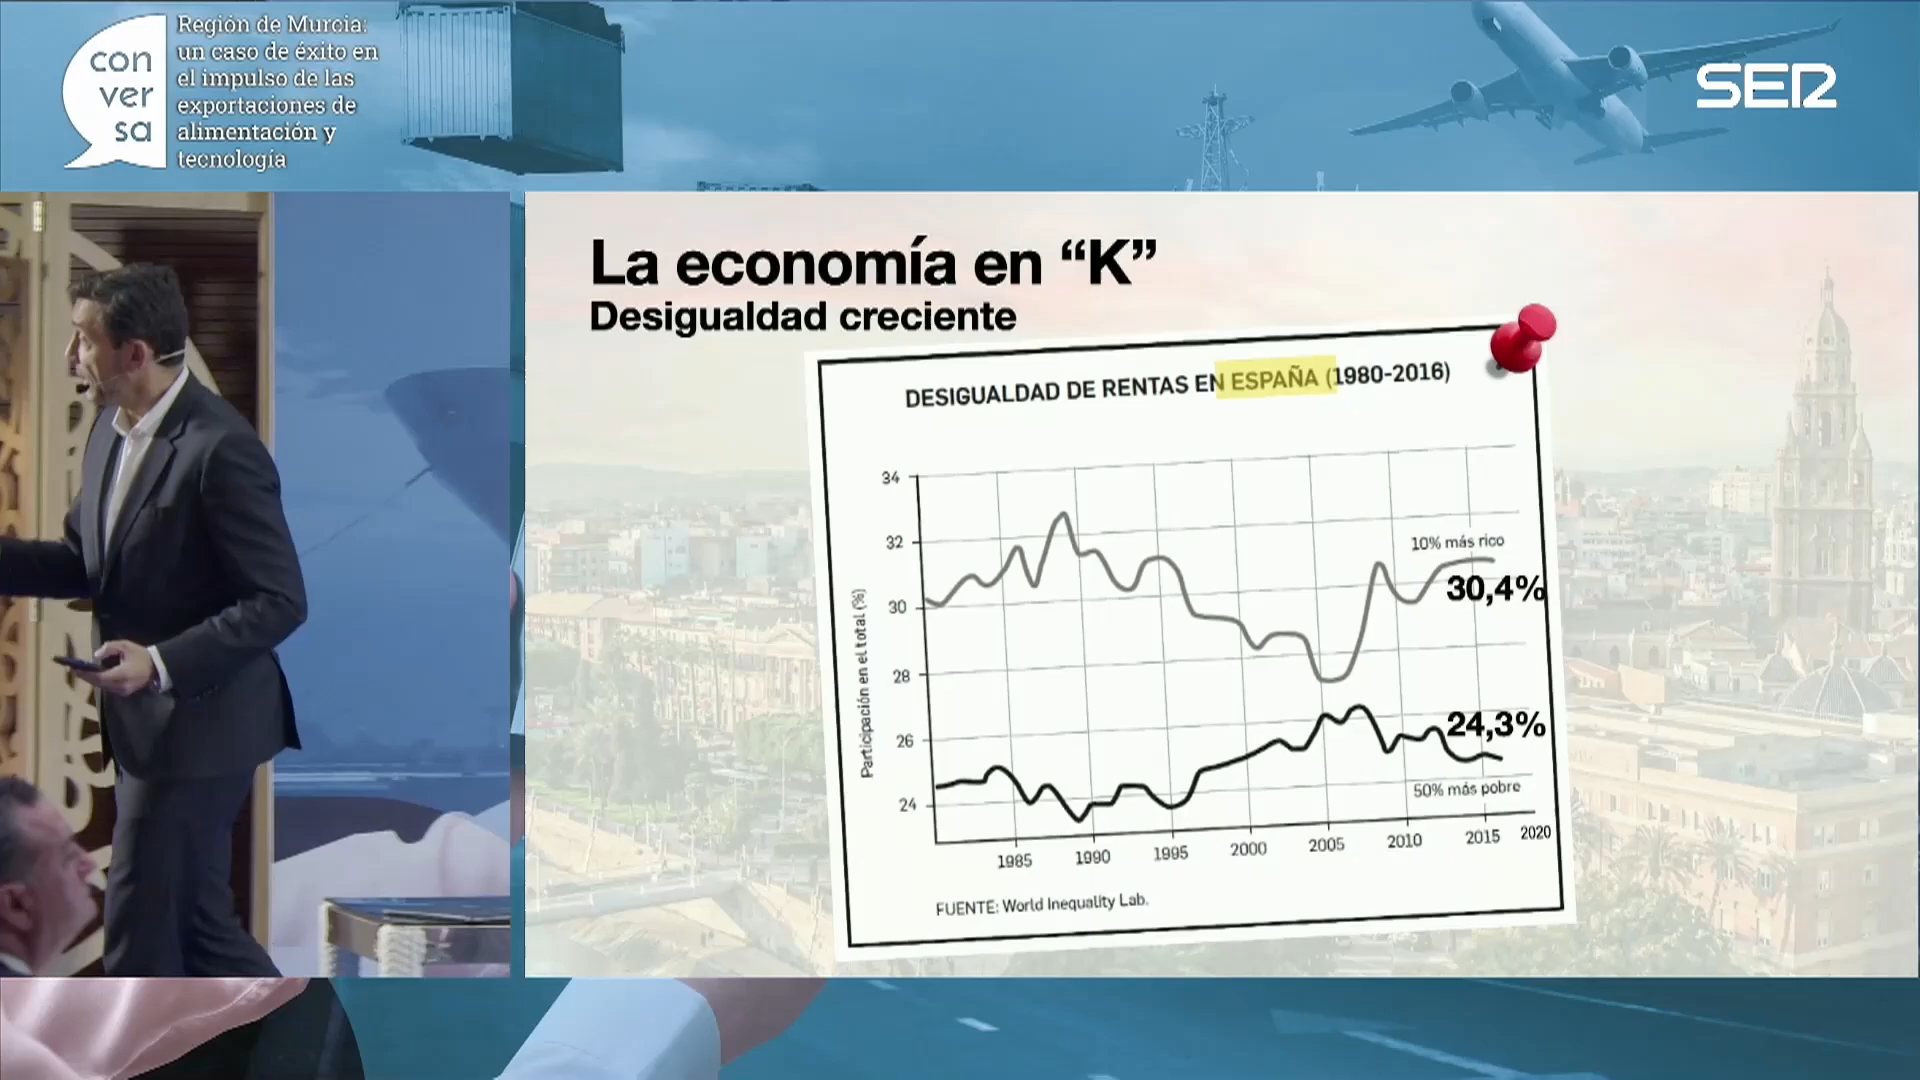 con
ver
sa
Región de Murcia:
un caso de éxito en
el impulso de las
exportaciones de
alimentación y
tecnología
SER
La economía en “K”
Desigualdad creciente
DESIGUALDAD DE RENTAS EN ESPAÑA (1980-2016)
Participación en el total (%)
34
32
30
28
26
24
10% más rico
30,4%
24,3%
50% más pobre
1985
1990
1995
2000
2005
2010
2015
2020
FUENTE: World Inequality Lab.